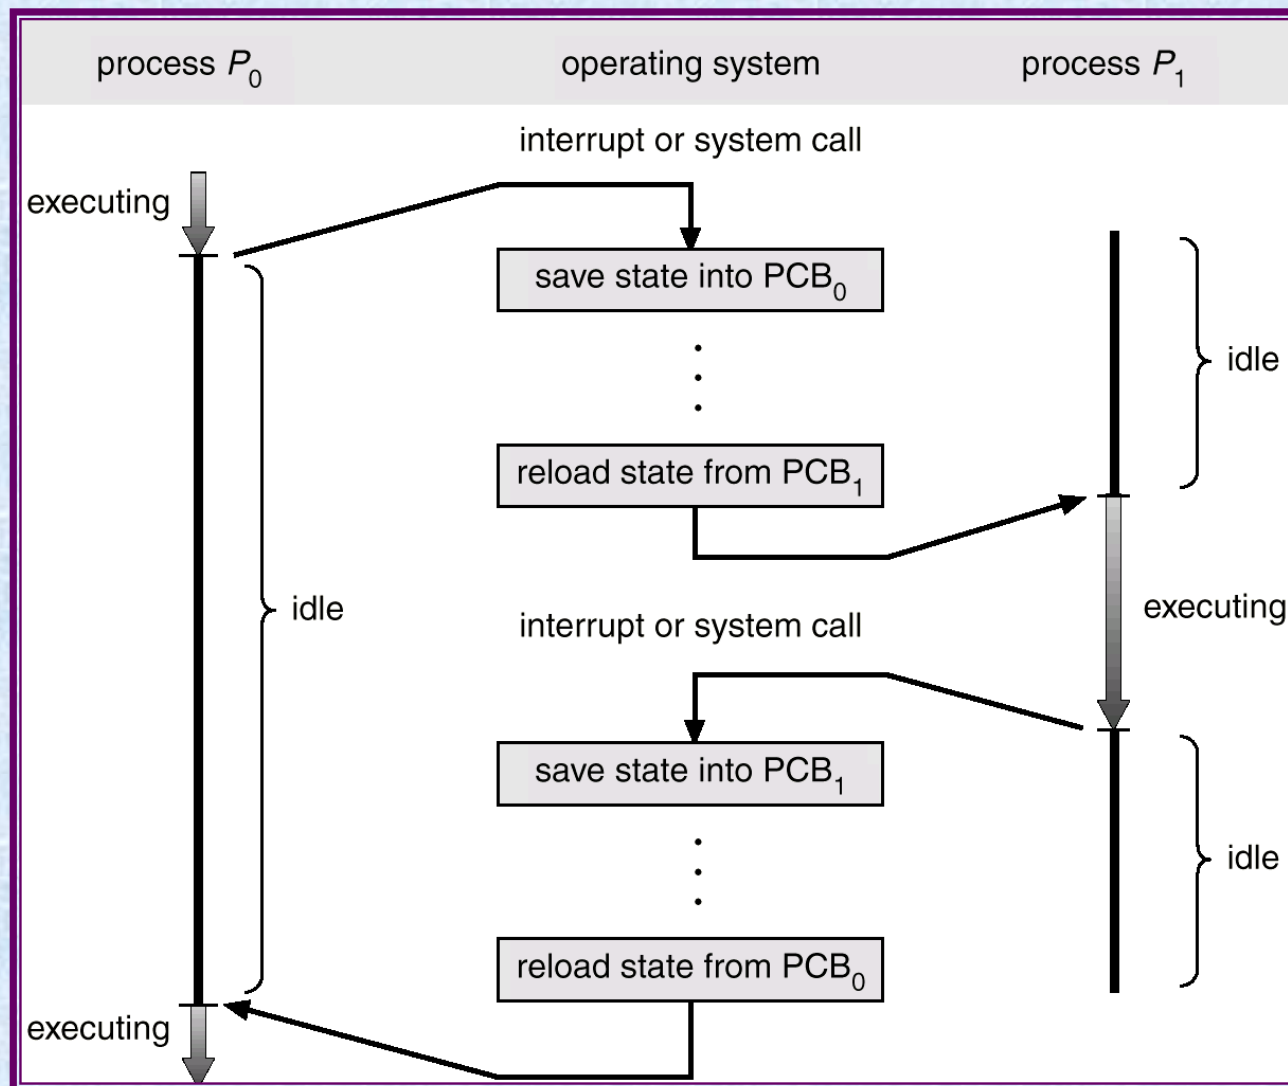 process P0 operating system process P1
interrupt or system call
executing
save state into PCB0
idle
reload state from PCB1
executing
idle
interrupt or system call
save state into PCB1
idle
reload state from PCB0
executing